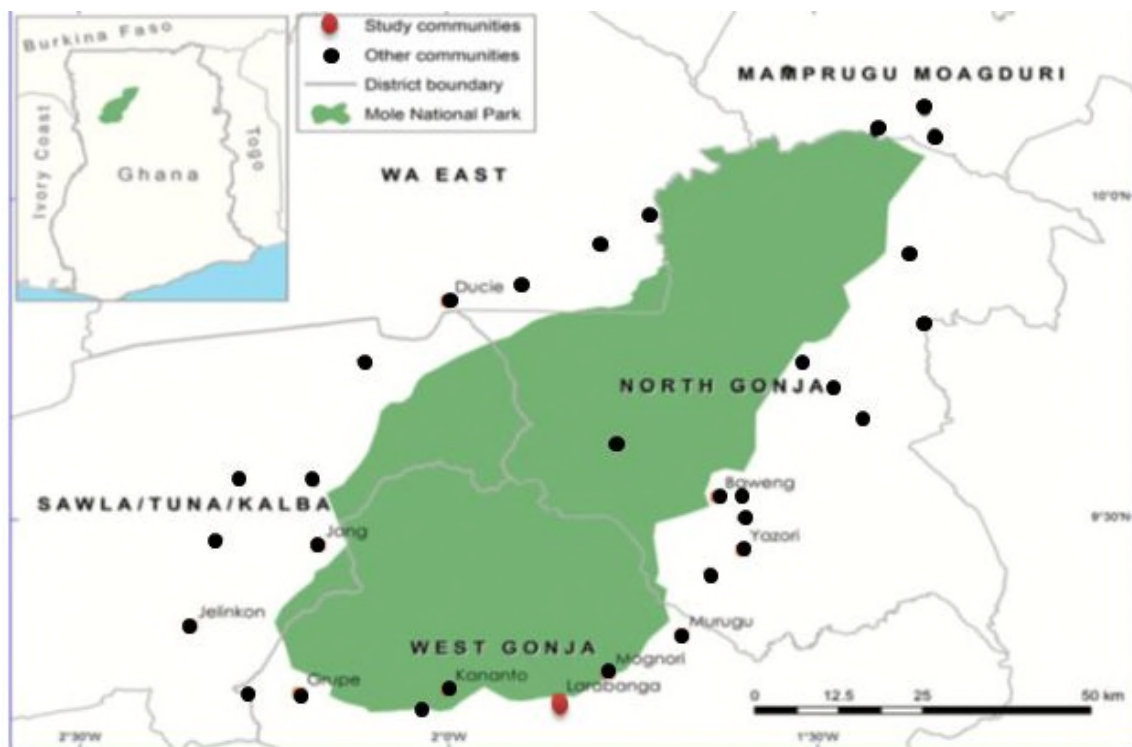 Burkina Faso
Ivory Coast
Ghana
Togo
Study communities
Other communities
District boundary
Mole National Park
MAMPRUGU MOAGDURI
WA EAST
10°0'N
Ducie
NORTH GONJA
SAWLA/TUNA/KALBA
Baweng
9°30'N
Jang
Yazori
Jelinkon
Murugu
WEST GONJA
Mognori
Grupe
Kananto
Larabanga
0 12.5 25 50 km
2°30'W
2°0'W
1°30'W